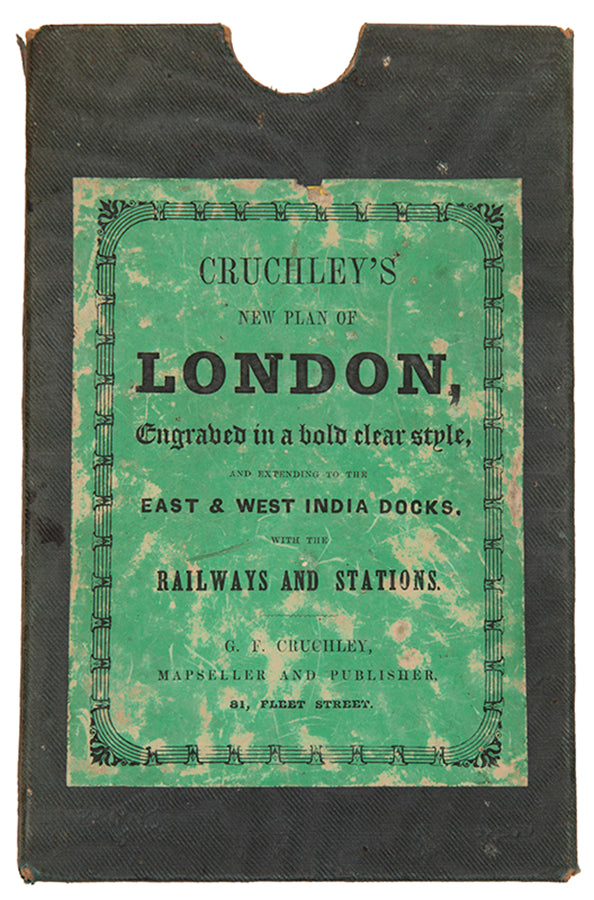 CRUCHLEY'S
NEW PLAN OF
LONDON,
Engraved in a bold clear style,
AND EXTENDING TO THE
EAST & WEST INDIA DOCKS,
WITH THE
RAILWAYS AND STATIONS.
G. F. CRUCHLEY,
MAPSELLER AND PUBLISHER,
81, FLEET STREET.